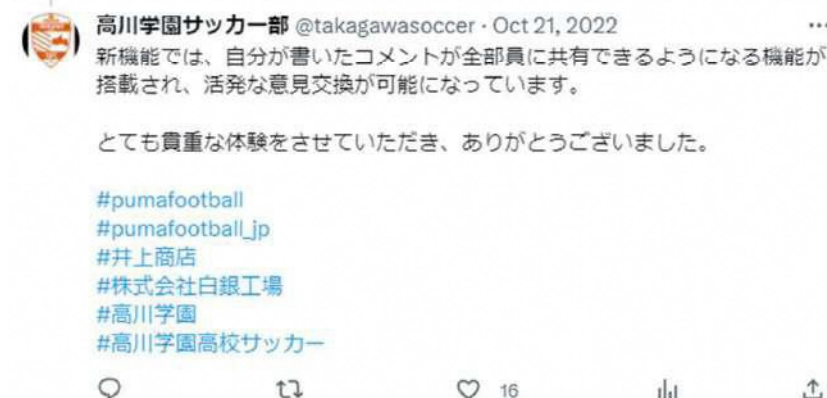 高川学園サッカー部 @takagawasoccer · Oct 21, 2022
新機能では、自分が書いたコメントが全部員に共有できるようになる機能が
搭載され、活発な意見交換が可能になっています。
とても貴重な体験をさせていただき、ありがとうございました。
#pumafootball
#pumafootball_jp
#井上商店
#株式会社白銀工場
#高川学園
#高川学園高校サッカー
16